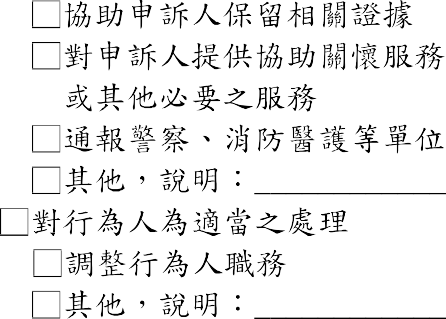 □協助申訴人保留相關證據
□對申訴人提供協助關懷服務
或其他必要之服務
□通報警察、消防醫護等單位
□其他，說明：____________
□對行為人為適當之處理
□調整行為人職務
□其他，說明：____________